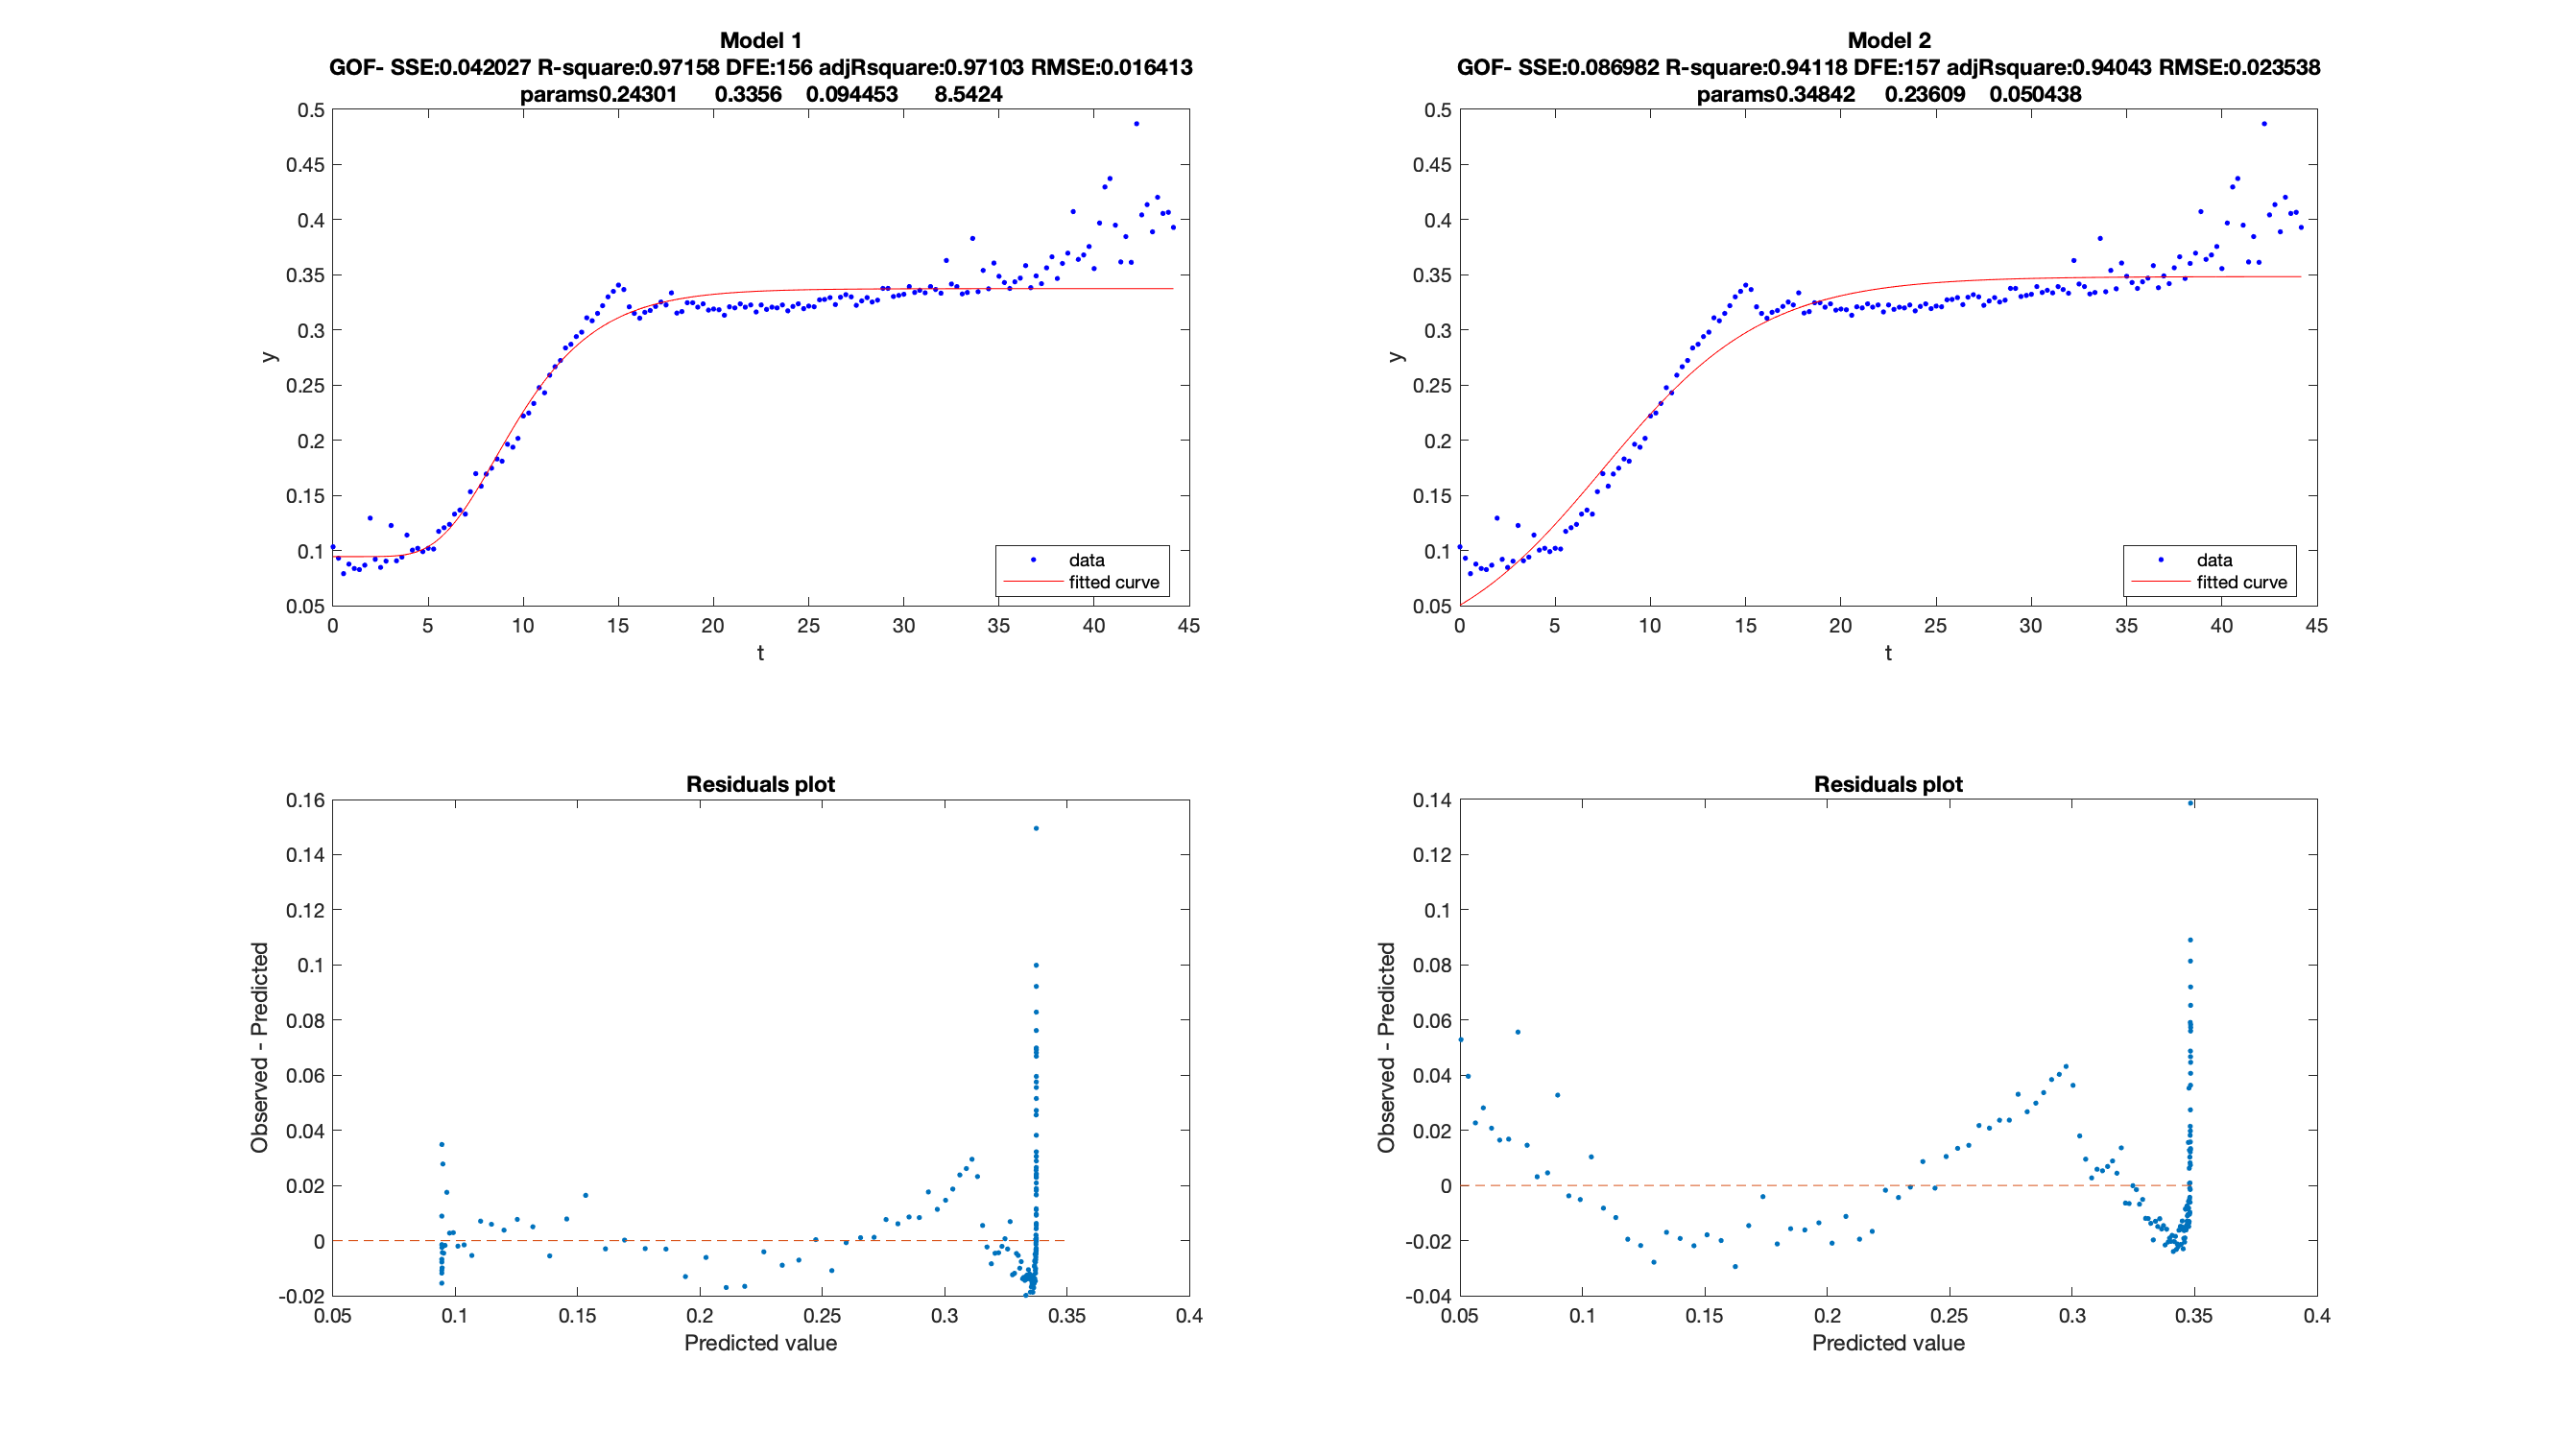 Model 1
GOF- SSE:0.042027 R-square:0.97158 DFE:156 adjRsquare:0.97103 RMSE:0.016413
params0.24301 0.3356 0.094453 8.5424
0.5
0.45
0.4
0.35
0.3
0.25
0.2
0.15
0.1
0.05
y
data
fitted curve
0 5 10 15 20 25 30 35 40 45
t
Model 2
GOF- SSE:0.086982 R-square:0.94118 DFE:157 adjRsquare:0.94043 RMSE:0.023538
params0.34842 0.23609 0.050438
0.5
0.45
0.4
0.35
0.3
0.25
0.2
0.15
0.1
0.05
y
data
fitted curve
0 5 10 15 20 25 30 35 40 45
t
Residuals plot
0.16
0.14
0.12
0.1
0.08
0.06
0.04
0.02
0
-0.02
Observed - Predicted
0.05 0.1 0.15 0.2 0.25 0.3 0.35 0.4
Predicted value
Residuals plot
0.14
0.12
0.1
0.08
0.06
0.04
0.02
0
-0.02
-0.04
Observed - Predicted
0.05 0.1 0.15 0.2 0.25 0.3 0.35 0.4
Predicted value